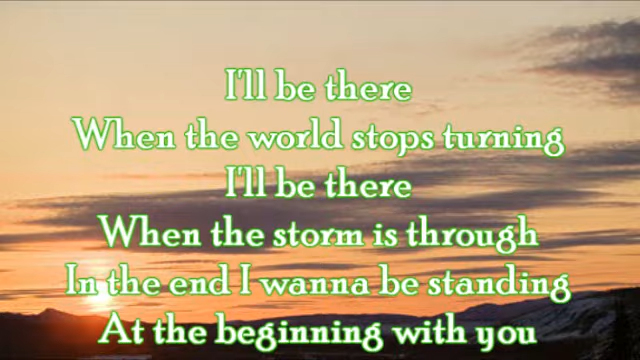 I'll be there
When the world stops turning
I'll be there
When the storm is through
In the end I wanna be standing
At the beginning with you